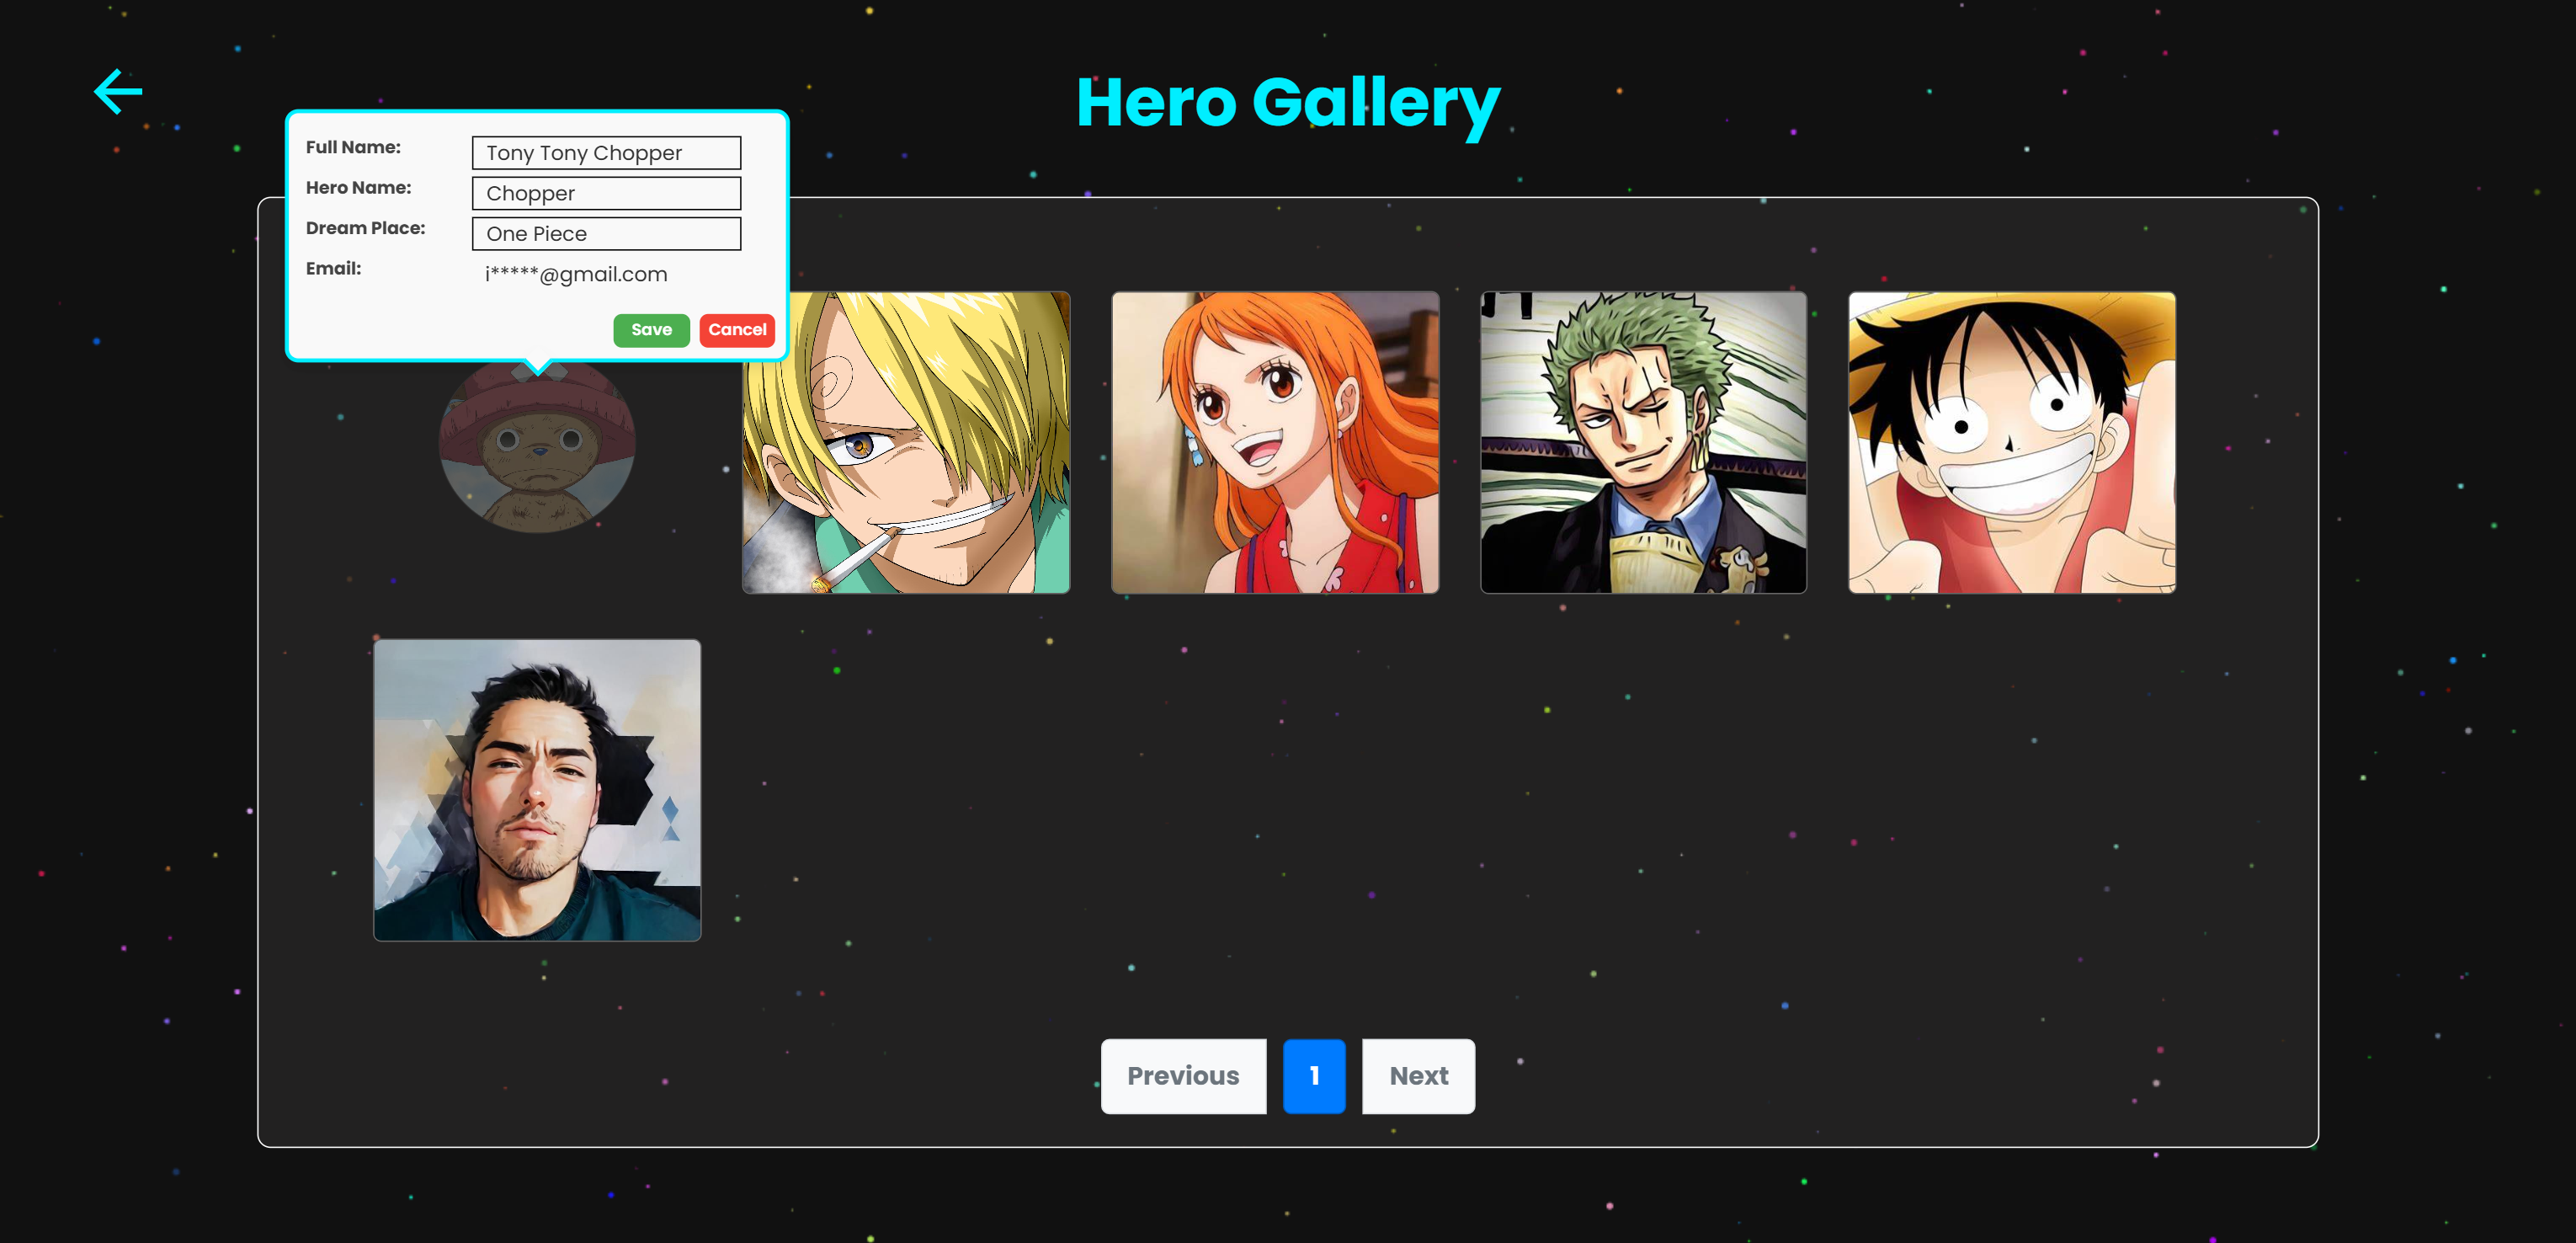 Hero Gallery
Full Name: Tony Tony Chopper
Hero Name: Chopper
Dream Place: One Piece
Email: i*****@gmail.com
Save Cancel
Previous 1 Next